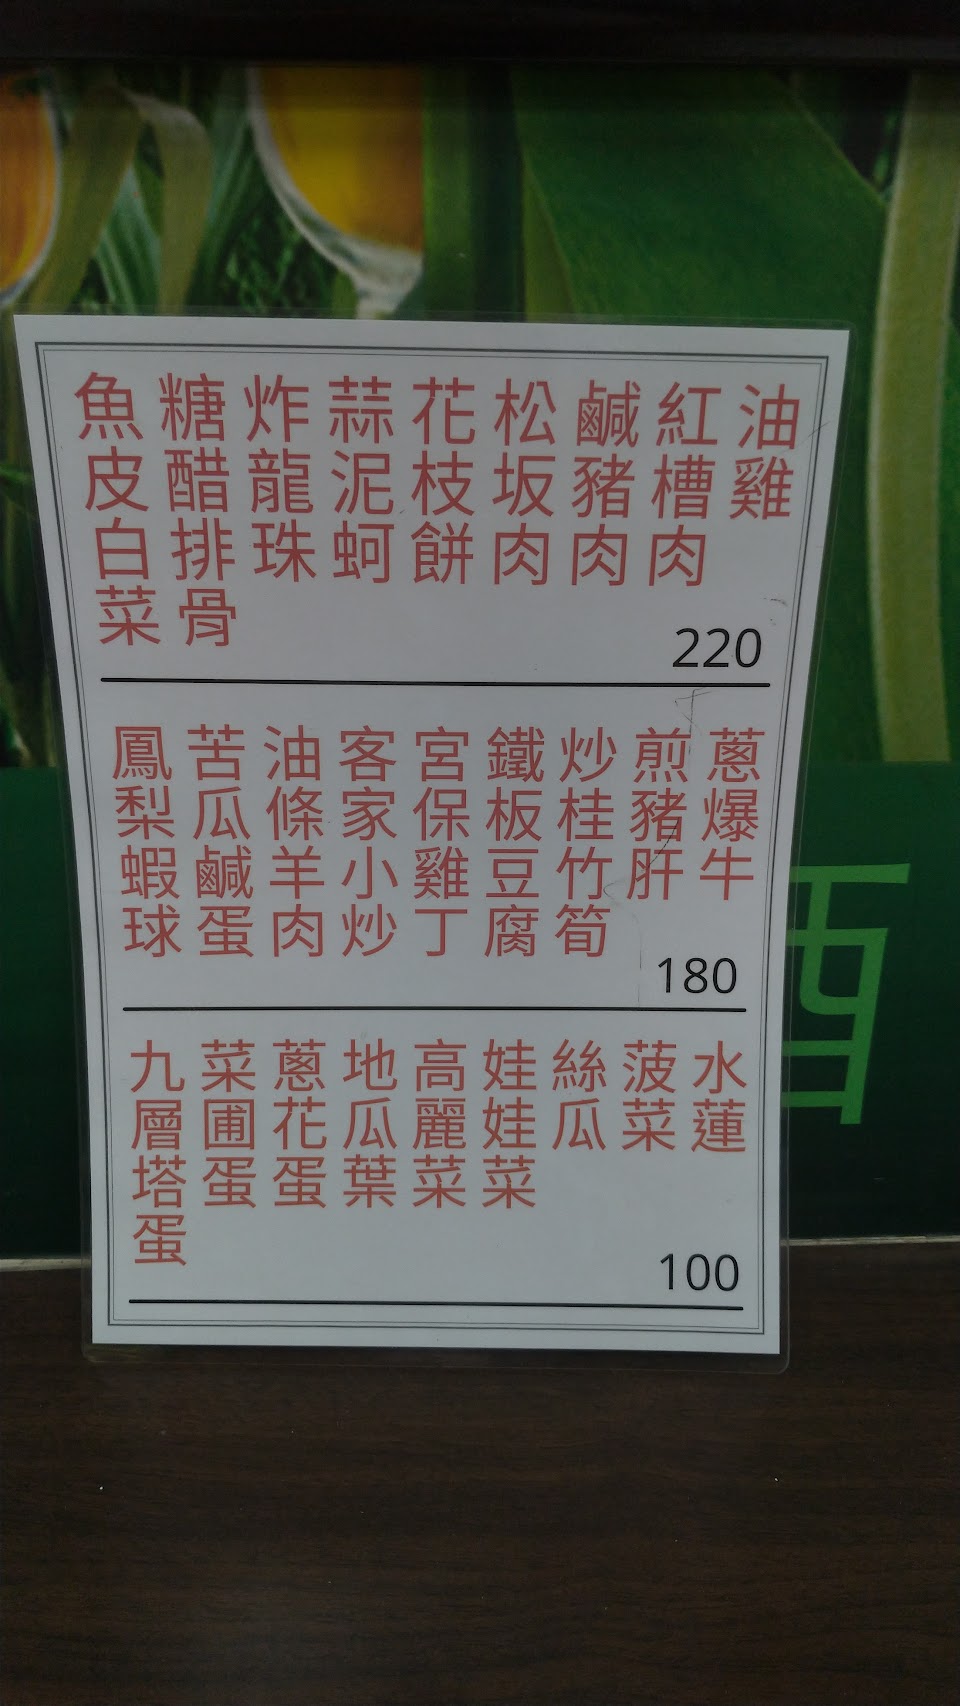 油雞
紅槽肉
鹹豬肉
松坂肉
花枝餅
蒜泥蚵
炸龍珠
糖醋排骨
魚皮白菜
220
蔥爆牛
煎豬肝
炒桂竹筍
鐵板豆腐
宮保雞丁
客家小炒
油條羊肉
苦瓜鹹蛋
鳳梨蝦球
180
水蓮
菠菜
絲瓜
娃娃菜
高麗菜
地瓜葉
蔥花蛋
菜圃蛋
九層塔蛋
100